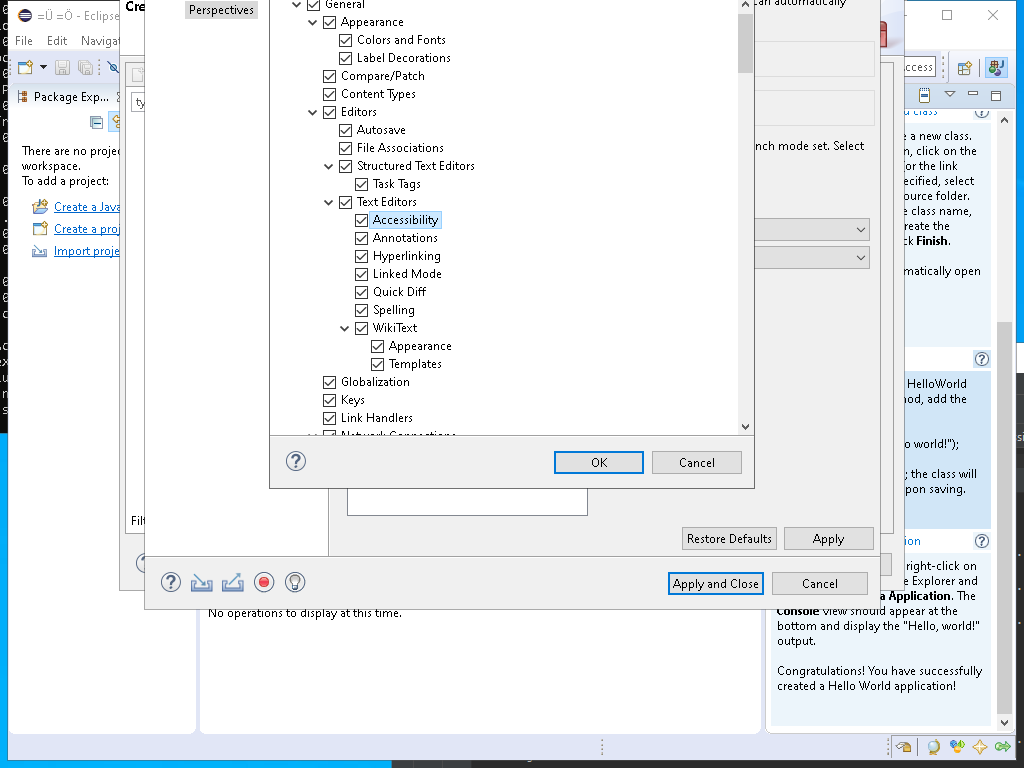 =Ü =Ö - Eclipse
File Edit Navigat
Package Exp...
There are no projec
workspace.
To add a project:
Create a Java
Create a proj
Import proje
Cre
ty
Filt
Perspectives
General
Appearance
Colors and Fonts
Label Decorations
Compare/Patch
Content Types
Editors
Autosave
File Associations
Structured Text Editors
Task Tags
Text Editors
Accessibility
Annotations
Hyperlinking
Linked Mode
Quick Diff
Spelling
WikiText
Appearance
Templates
Globalization
Keys
Link Handlers
Network Connections
OK
Cancel
can automatically
nch mode set. Select
Restore Defaults
Apply
Apply and Close
Cancel
No operations to display at this time.
ccess
u class
e a new class.
n, click on the
for the link
ecified, select
ource folder.
e class name,
reate the
ck Finish.
matically open
HelloWorld
hod, add the
o world!");
; the class will
pon saving.
ion
right-click on
e Explorer and
a Application. The
Console view should appear at the
bottom and display the "Hello, world!"
output.
Congratulations! You have successfully
created a Hello World application!